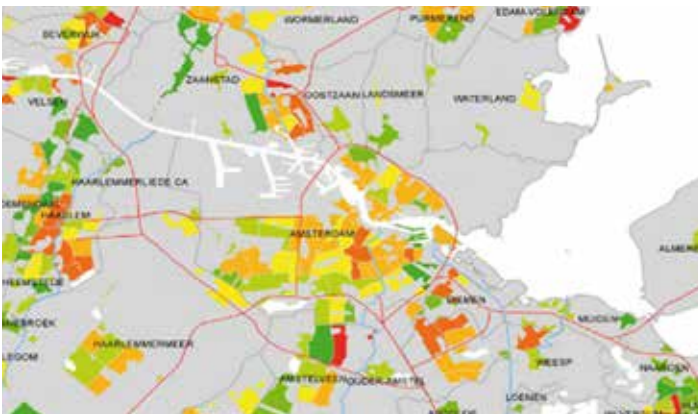 EDAM-VOLENDAM
WORMERLAND
PURMEREND
BEVERWIJK
ZAANSTAD
OOSTZAAN
LANDSMEER
WATERLAND
VELSEN
HAARLEMMERLIEDE CA
HAARLEM
AMSTERDAM
HEEMSTEDE
DIEMEN
MUIDEN
HAARLEMMERMEER
WEESP
NAARDEN
AMSTELVEEN
OUDER-AMSTEL
LOENEN